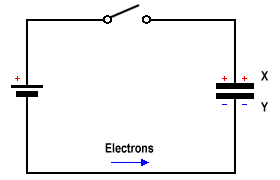 +
+ + X
- - Y
Electrons